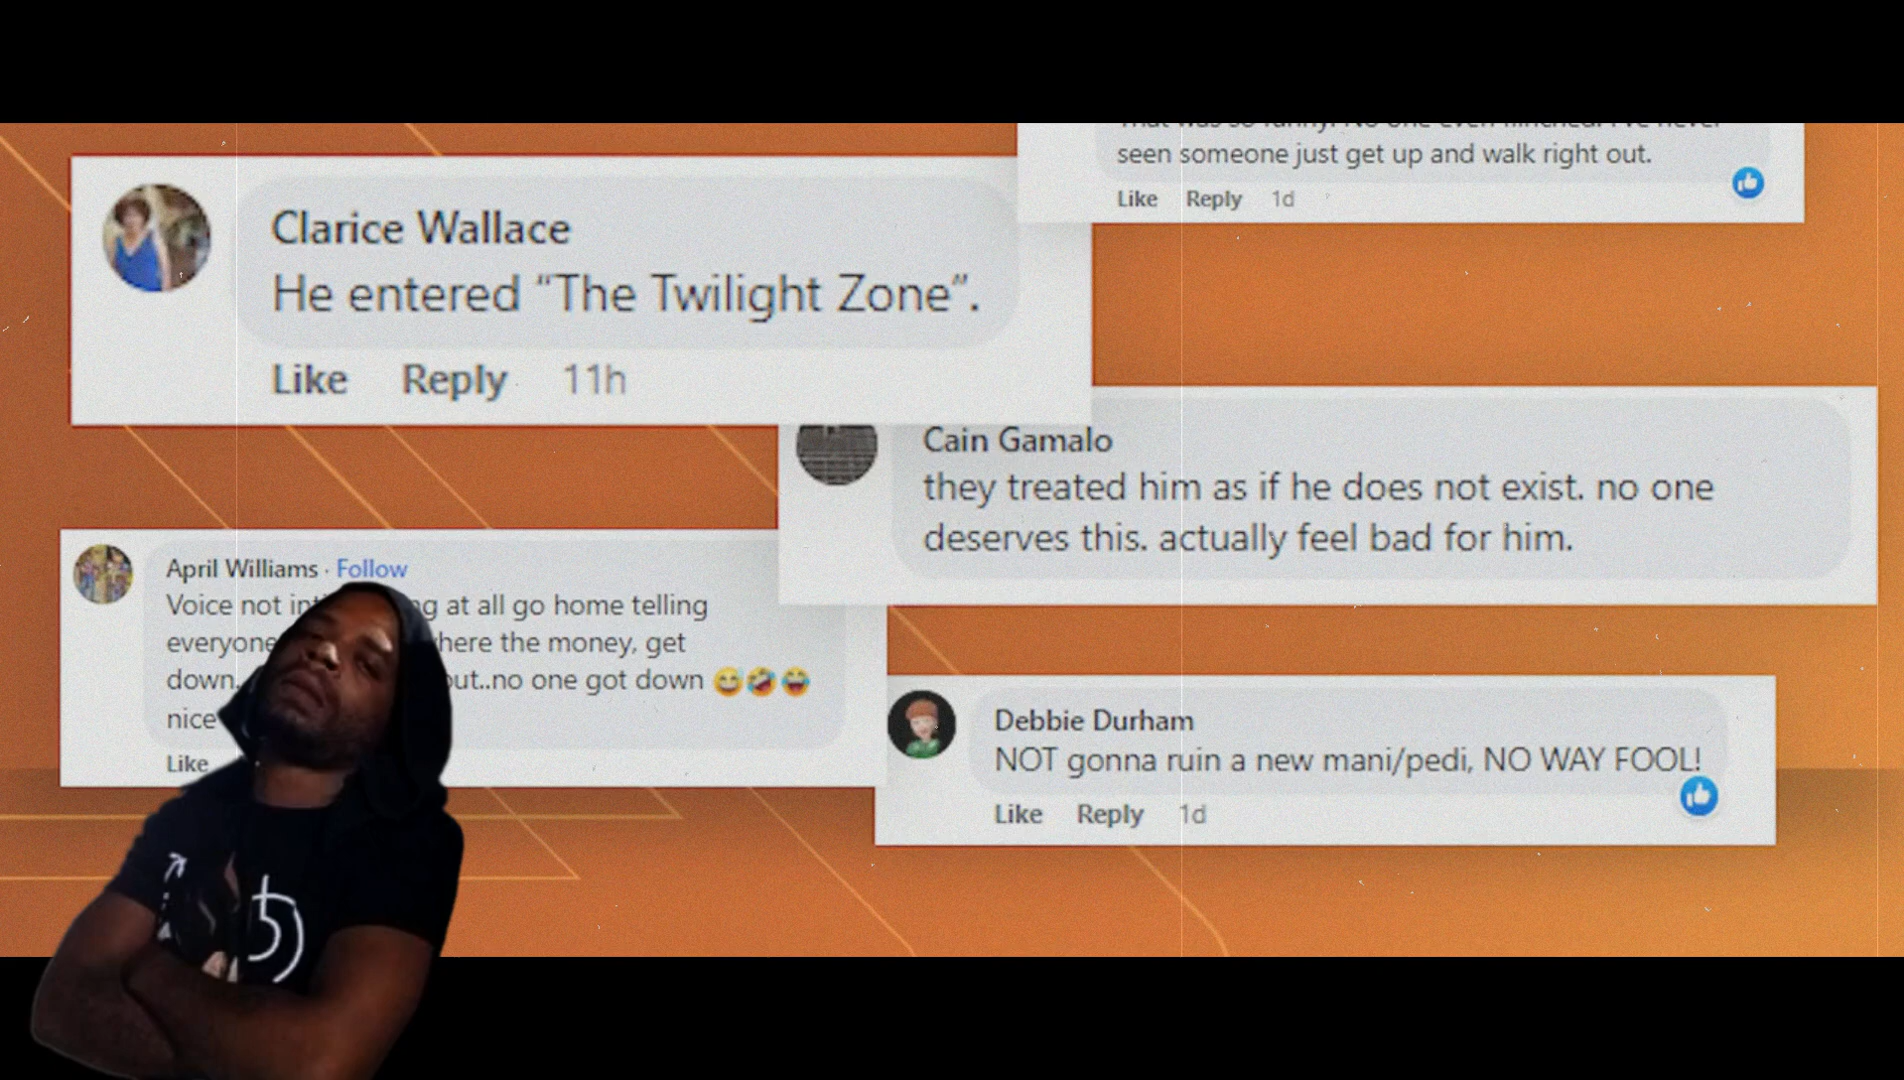 seen someone just get up and walk right out.
Like Reply 1d
Clarice Wallace
He entered “The Twilight Zone”.
Like Reply 11h
Cain Gamalo
they treated him as if he does not exist. no one
deserves this. actually feel bad for him.
April Williams · Follow
Voice not at all go home telling
everyone the money, get
down. no one got down 😅🤣😂
nice
Like
Debbie Durham
NOT gonna ruin a new mani/pedi, NO WAY FOOL!
Like Reply 1d